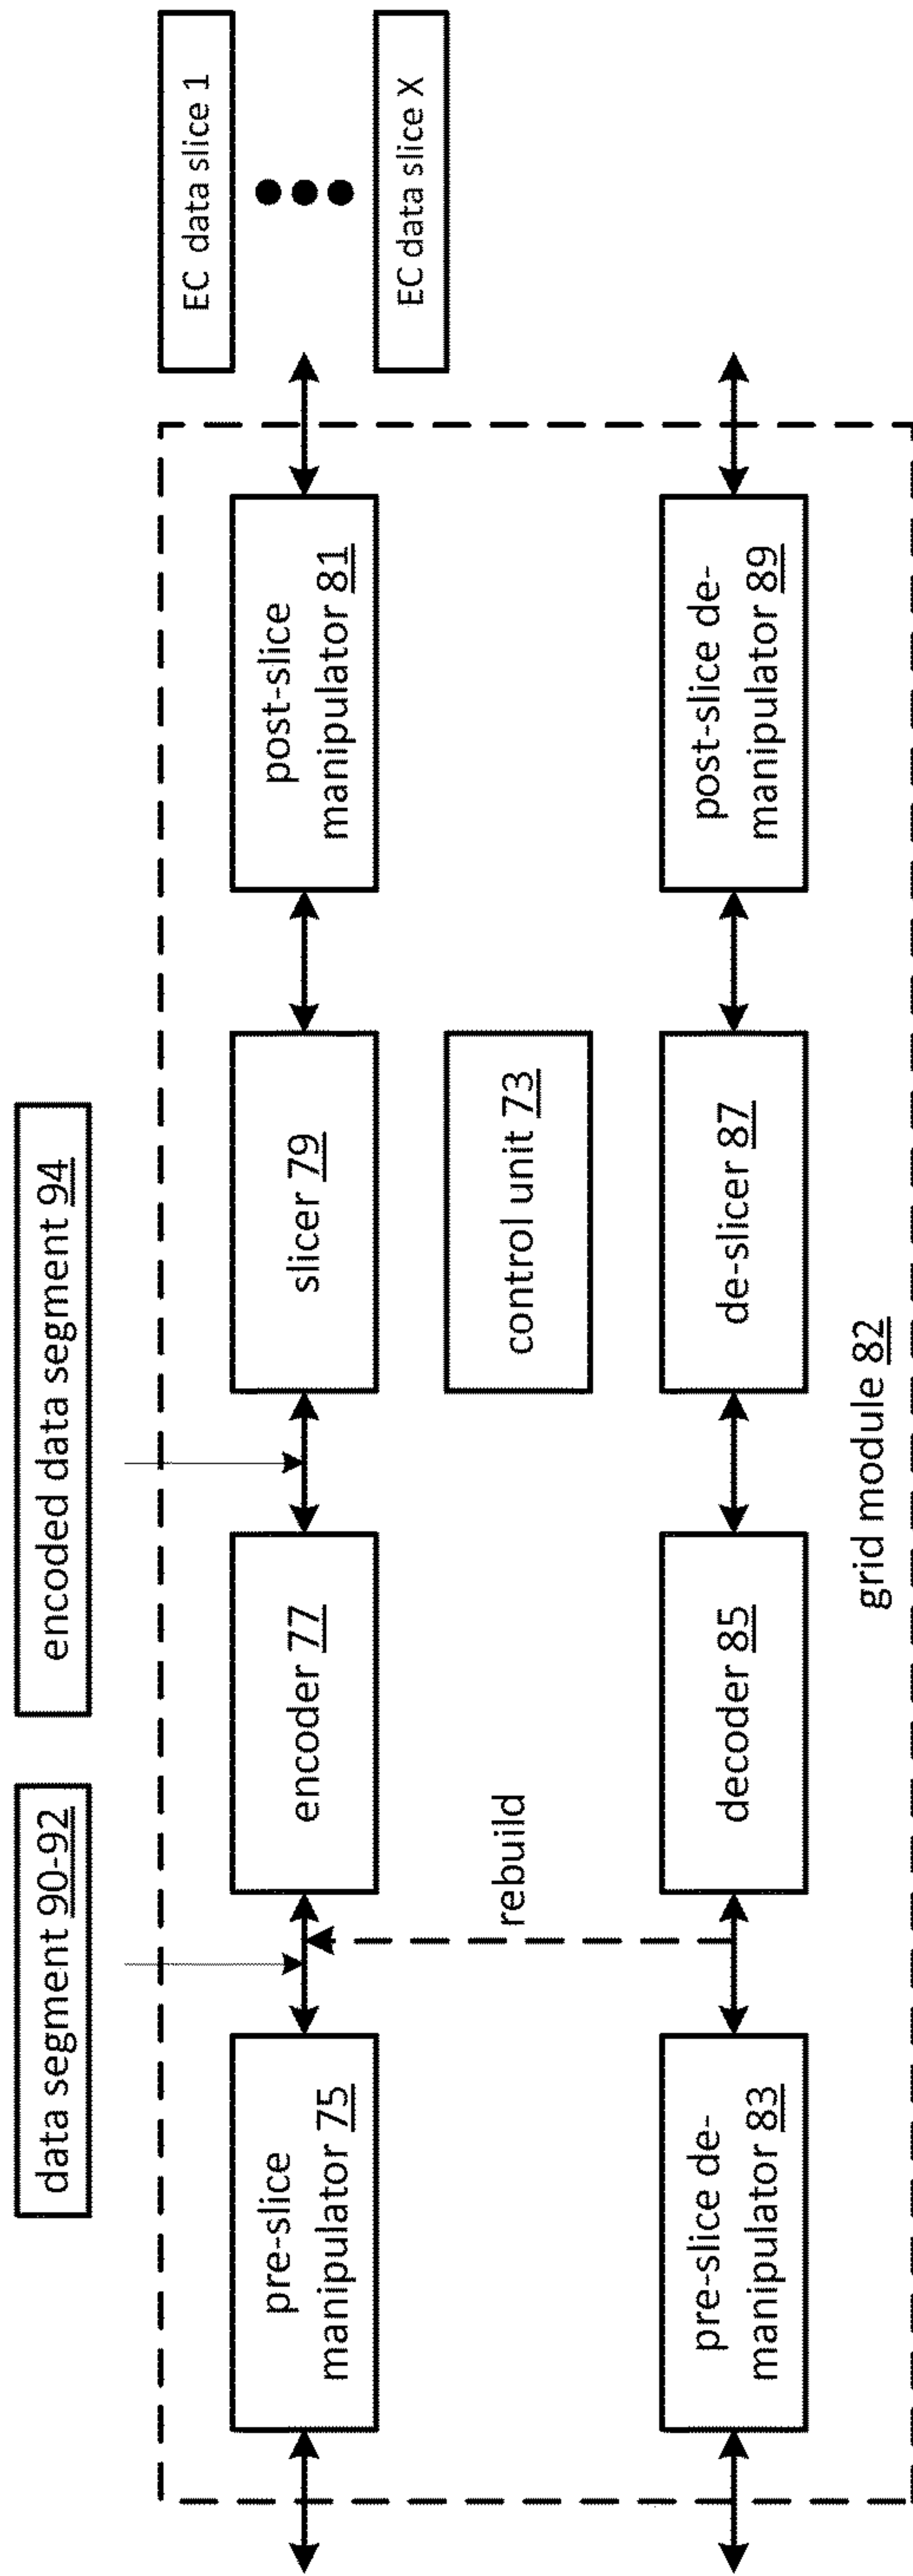 data segment 90-92
encoded data segment 94
pre-slice
manipulator 75
encoder 77
slicer 79
post-slice
manipulator 81
EC data slice 1
EC data slice X
rebuild
control unit 73
pre-slice de-
manipulator 83
decoder 85
de-slicer 87
post-slice de-
manipulator 89
grid module 82